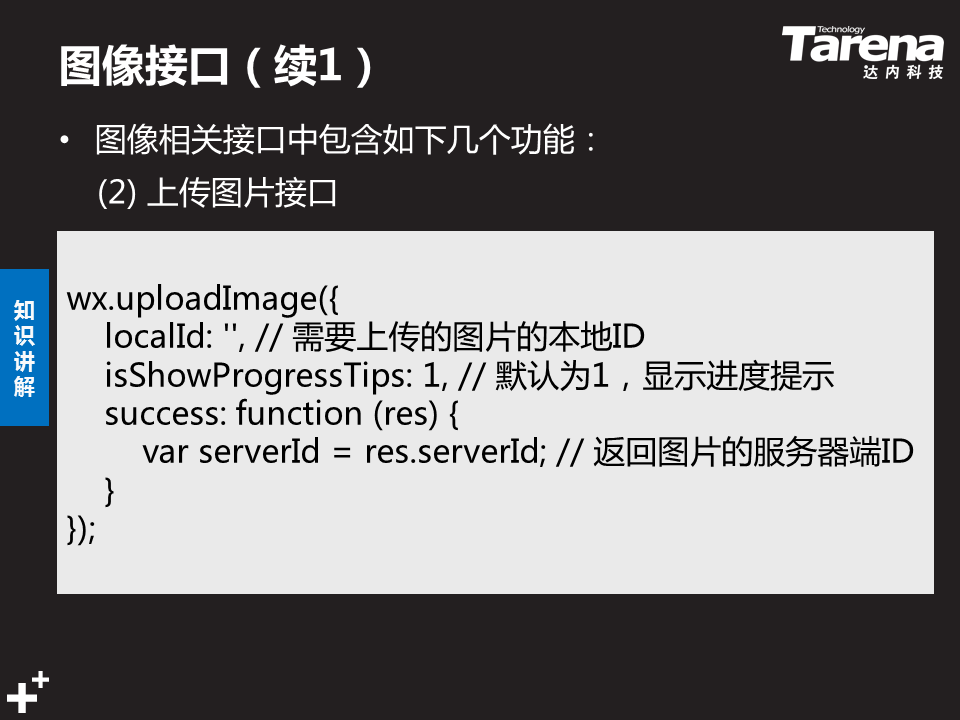 图像接口（续1）
Technology
Tarena
达内科技
• 图像相关接口中包含如下几个功能：
(2) 上传图片接口
知识讲解
wx.uploadImage({
    localId: '', // 需要上传的图片的本地ID
    isShowProgressTips: 1, // 默认为1，显示进度提示
    success: function (res) {
        var serverId = res.serverId; // 返回图片的服务器端ID
    }
});